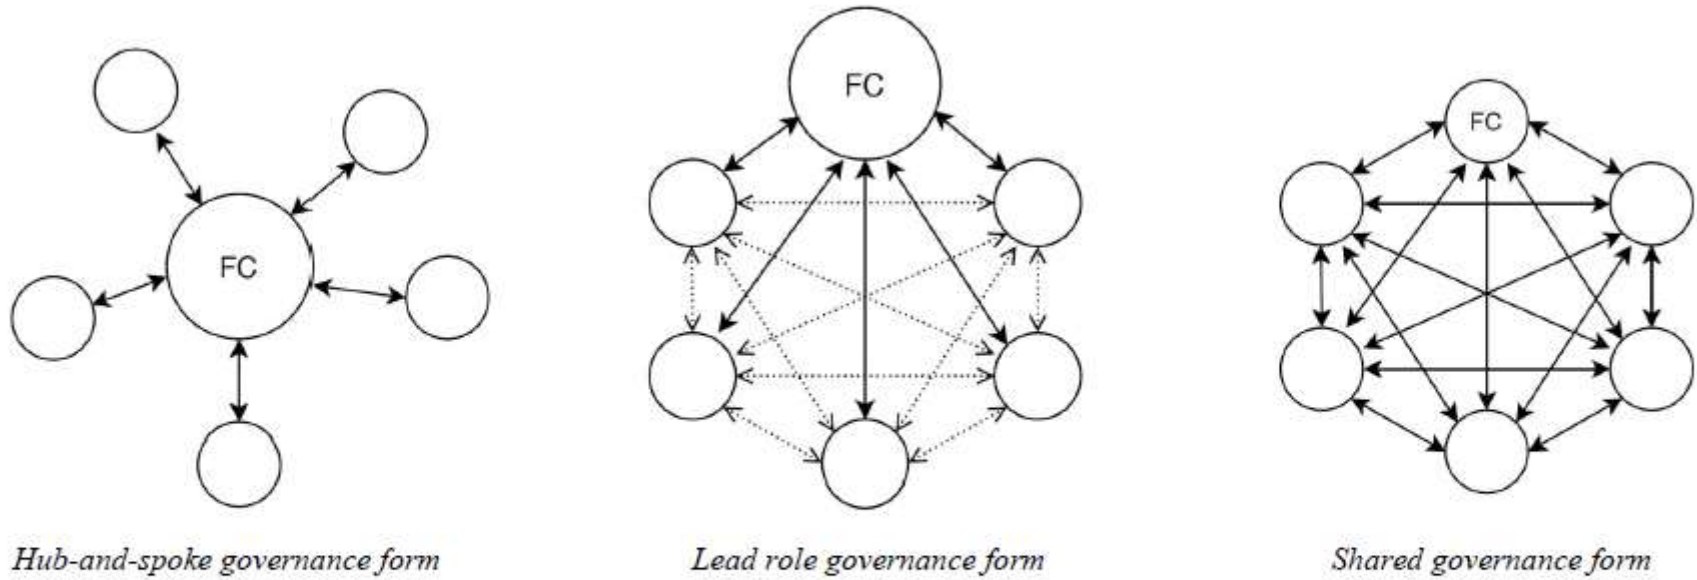 FC
FC
FC
Hub-and-spoke governance form
Lead role governance form
Shared governance form